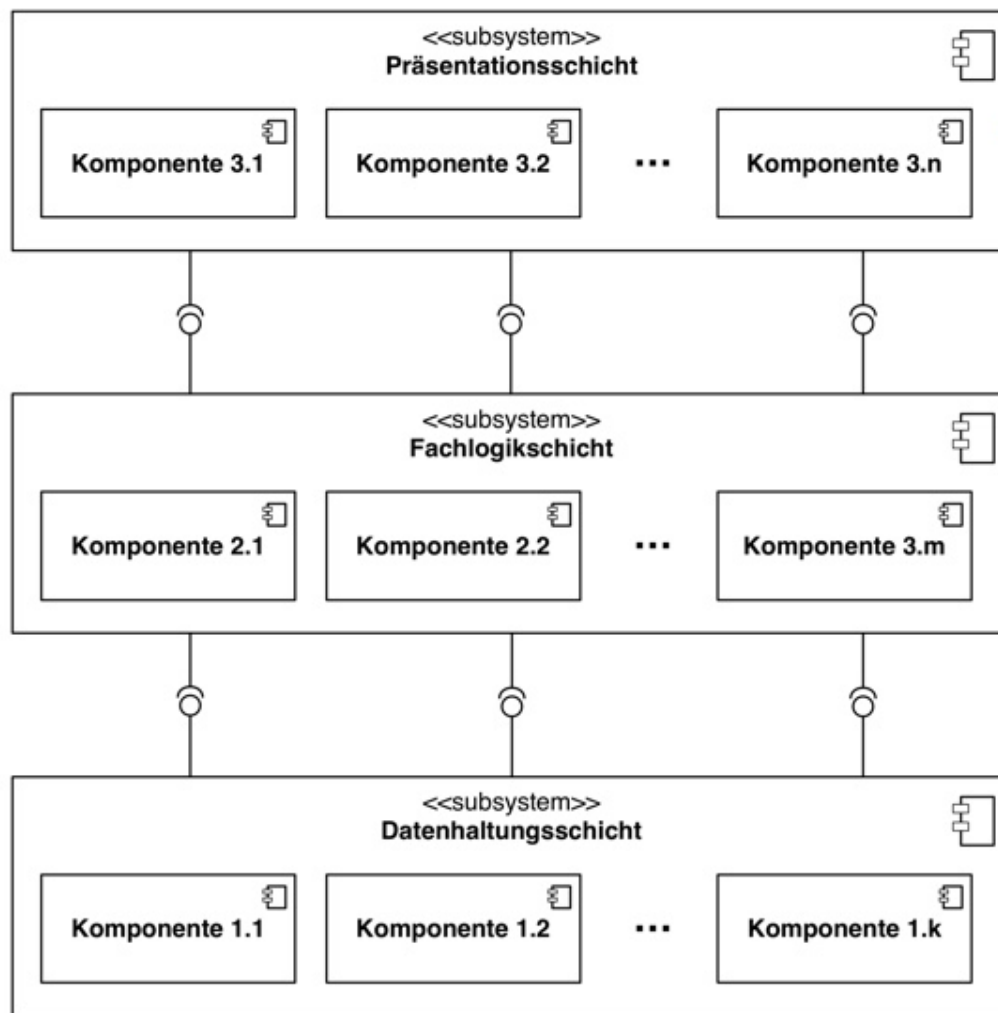 <<subsystem>>
Präsentationsschicht
Komponente 3.1 Komponente 3.2 ... Komponente 3.n
<<subsystem>>
Fachlogikschicht
Komponente 2.1 Komponente 2.2 ... Komponente 3.m
<<subsystem>>
Datenhaltungsschicht
Komponente 1.1 Komponente 1.2 ... Komponente 1.k